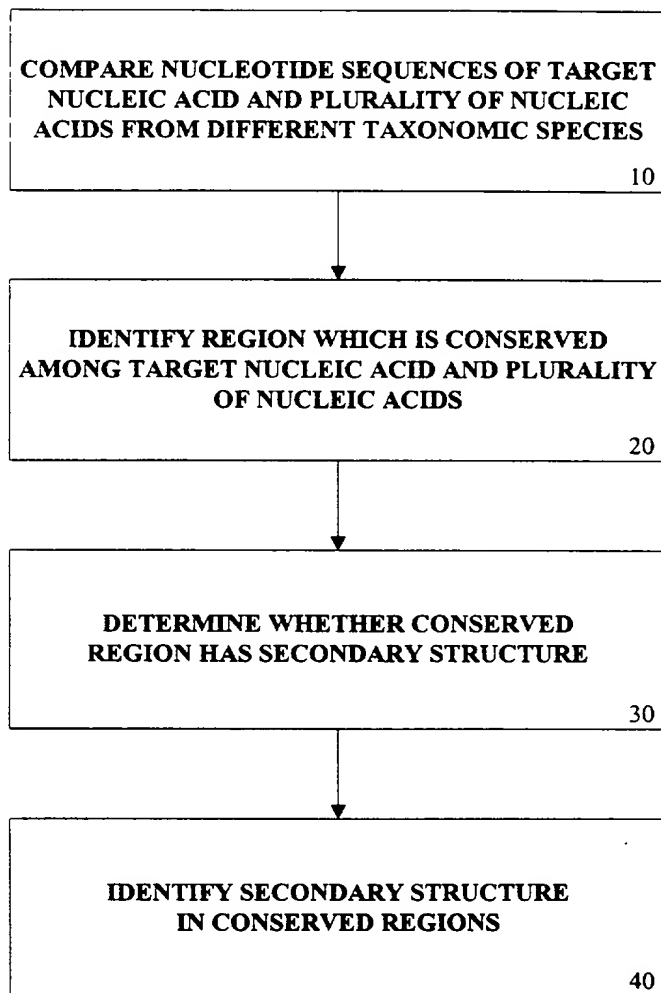 COMPARE NUCLEOTIDE SEQUENCES OF TARGET
NUCLEIC ACID AND PLURALITY OF NUCLEIC
ACIDS FROM DIFFERENT TAXONOMIC SPECIES
10
IDENTIFY REGION WHICH IS CONSERVED
AMONG TARGET NUCLEIC ACID AND PLURALITY
OF NUCLEIC ACIDS
20
DETERMINE WHETHER CONSERVED
REGION HAS SECONDARY STRUCTURE
30
IDENTIFY SECONDARY STRUCTURE
IN CONSERVED REGIONS
40